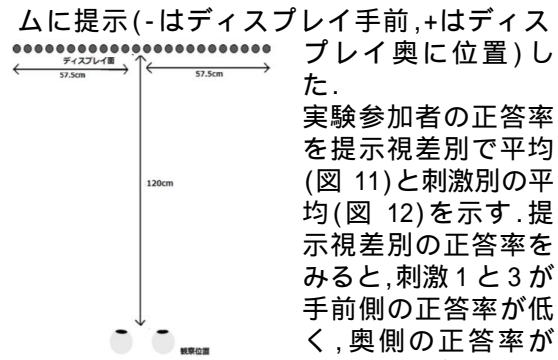 ムに提示(-はディスプレイ手前,+はディス
プレイ奥に位置)し
た.
実験参加者の正答率
を提示視差別で平均
(図 11)と刺激別の平
均(図 12)を示す.提
示視差別の正答率を
みると,刺激1と3が
手前側の正答率が低
く,奥側の正答率が
ディスプレイ面
57.5cm
57.5cm
120cm
観察位置